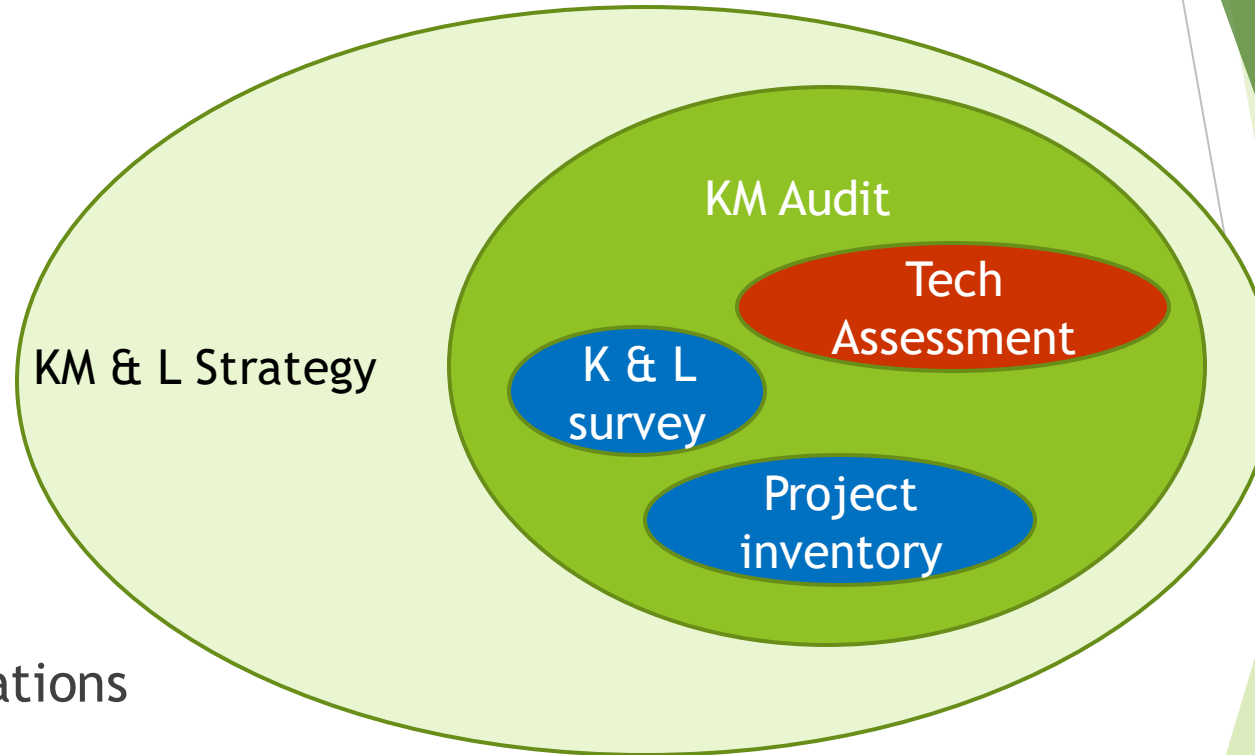 KM Audit
Tech
Assessment
KM & L Strategy
K & L
survey
Project
inventory
ations